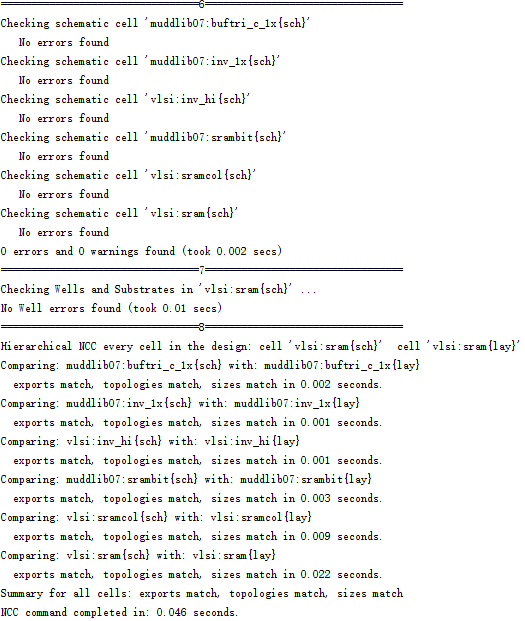 =================================6=================================
Checking schematic cell 'muddlib07:buftri_c_1x{sch}'
No errors found
Checking schematic cell 'muddlib07:inv_1x{sch}'
No errors found
Checking schematic cell 'vlsi:inv_hi{sch}'
No errors found
Checking schematic cell 'muddlib07:srambit{sch}'
No errors found
Checking schematic cell 'vlsi:sramcol{sch}'
No errors found
Checking schematic cell 'vlsi:sram{sch}'
No errors found
0 errors and 0 warnings found (took 0.002 secs)
=================================7=================================
Checking Wells and Substrates in 'vlsi:sram{sch}' ...
No Well errors found (took 0.01 secs)
=================================8=================================
Hierarchical NCC every cell in the design: cell 'vlsi:sram{sch}'  cell 'vlsi:sram{lay}'
Comparing: muddlib07:buftri_c_1x{sch} with: muddlib07:buftri_c_1x{lay}
exports match, topologies match, sizes match in 0.002 seconds.
Comparing: muddlib07:inv_1x{sch} with: muddlib07:inv_1x{lay}
exports match, topologies match, sizes match in 0.001 seconds.
Comparing: vlsi:inv_hi{sch} with: vlsi:inv_hi{lay}
exports match, topologies match, sizes match in 0.001 seconds.
Comparing: muddlib07:srambit{sch} with: muddlib07:srambit{lay}
exports match, topologies match, sizes match in 0.003 seconds.
Comparing: vlsi:sramcol{sch} with: vlsi:sramcol{lay}
exports match, topologies match, sizes match in 0.009 seconds.
Comparing: vlsi:sram{sch} with: vlsi:sram{lay}
exports match, topologies match, sizes match in 0.022 seconds.
Summary for all cells: exports match, topologies match, sizes match
NCC command completed in: 0.046 seconds.